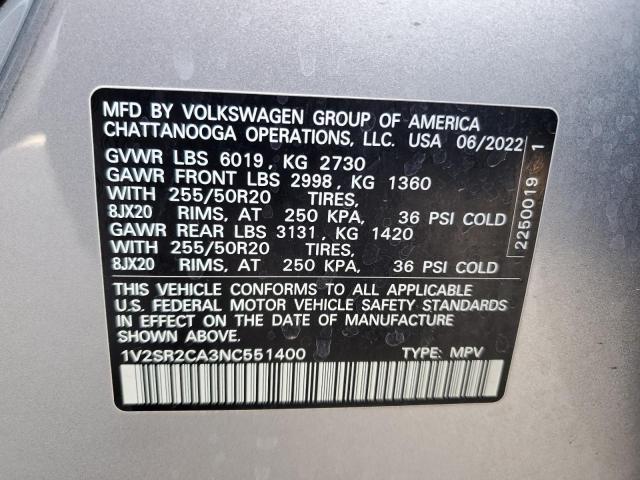 MFD BY VOLKSWAGEN GROUP OF AMERICA
CHATTANOOGA OPERATIONS, LLC. USA 06/2022
GVWR LBS 6019, KG 2730
GAWR FRONT LBS 2998, KG 1360
WITH 255/50R20 TIRES,
8JX20 RIMS, AT 250 KPA, 36 PSI COLD
GAWR REAR LBS 3131, KG 1420
WITH 255/50R20 TIRES,
8JX20 RIMS, AT 250 KPA, 36 PSI COLD
THIS VEHICLE CONFORMS TO ALL APPLICABLE
U.S. FEDERAL MOTOR VEHICLE SAFETY STANDARDS
IN EFFECT ON THE DATE OF MANUFACTURE
SHOWN ABOVE.
1V2SR2CA3NC551400 TYPE: MPV
2250019 1